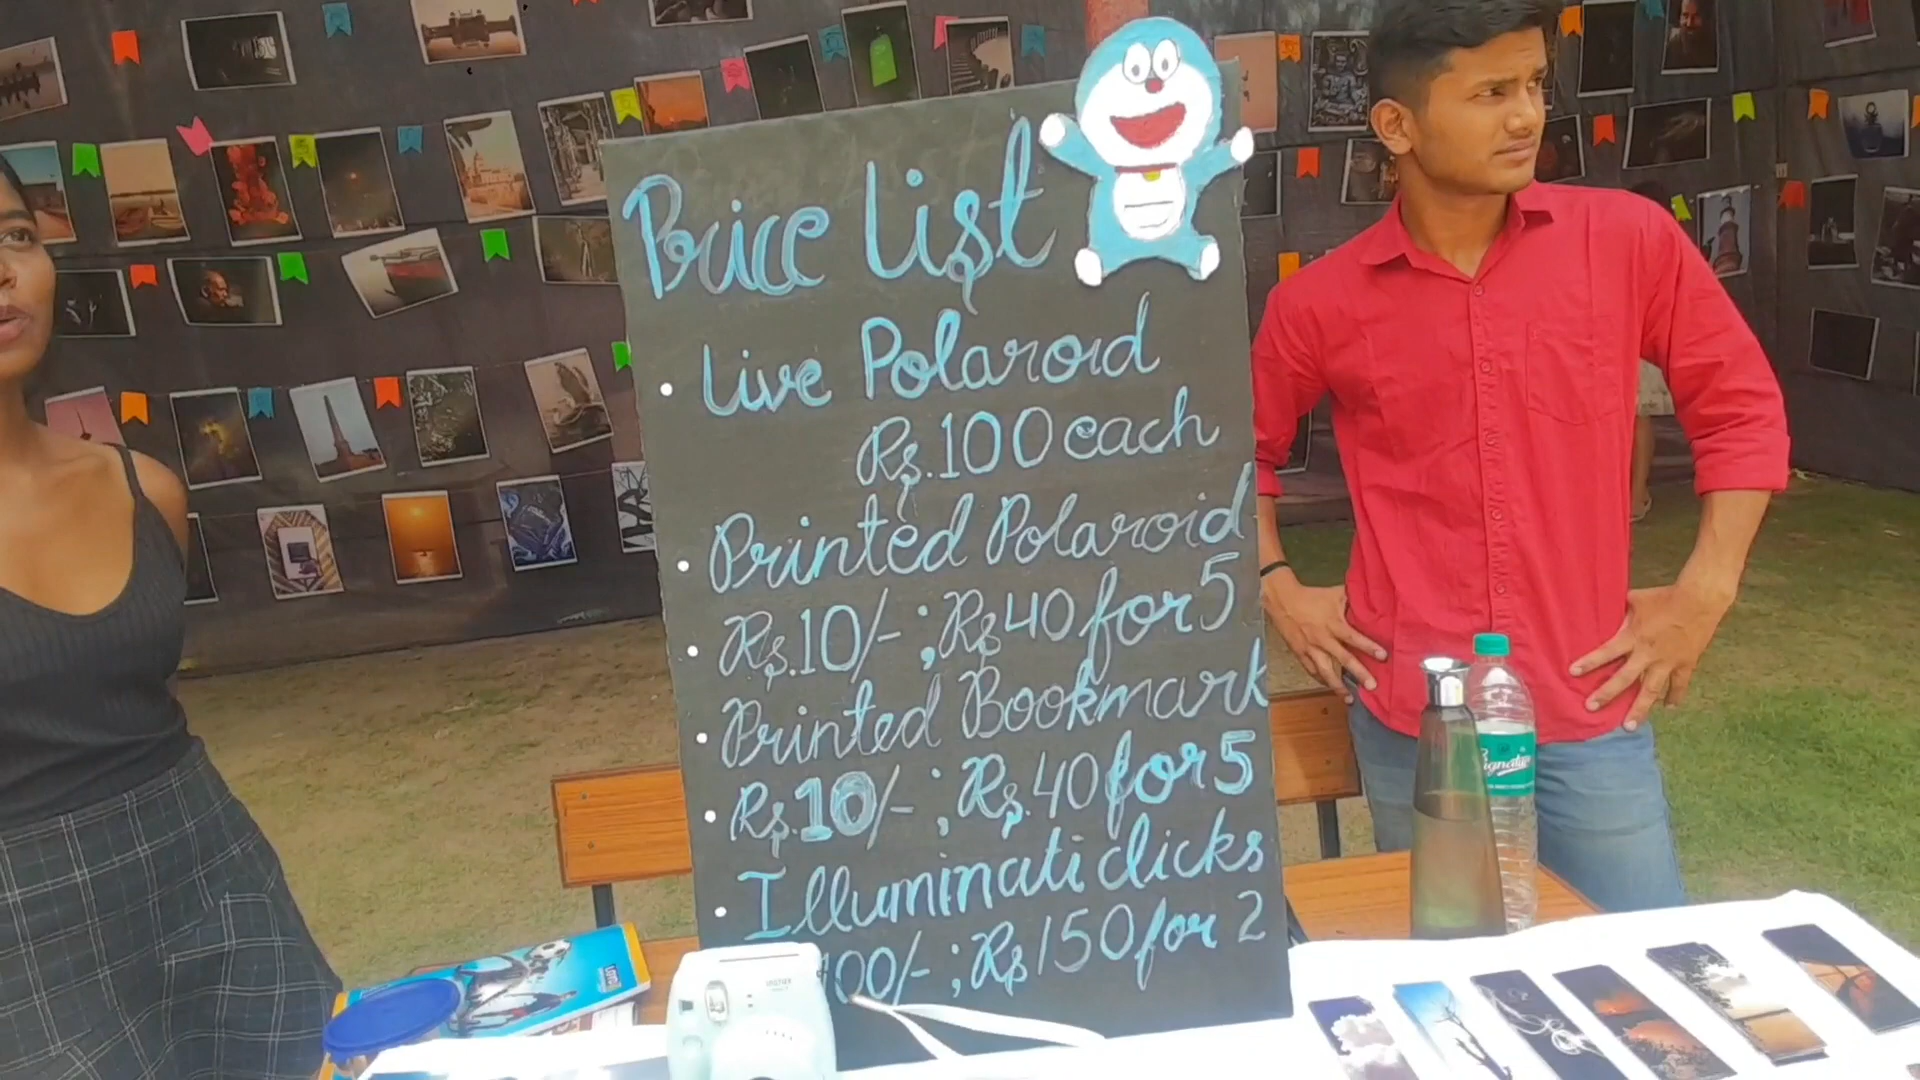 Price List
• Live Polaroid
Rs.100 each
• Printed Polaroid
• Rs.10/- ; Rs 40 for 5
• Printed Bookmark
• Rs.10/- ; Rs.40 for 5
• Illuminati clicks
100/- ; Rs 150 for 2